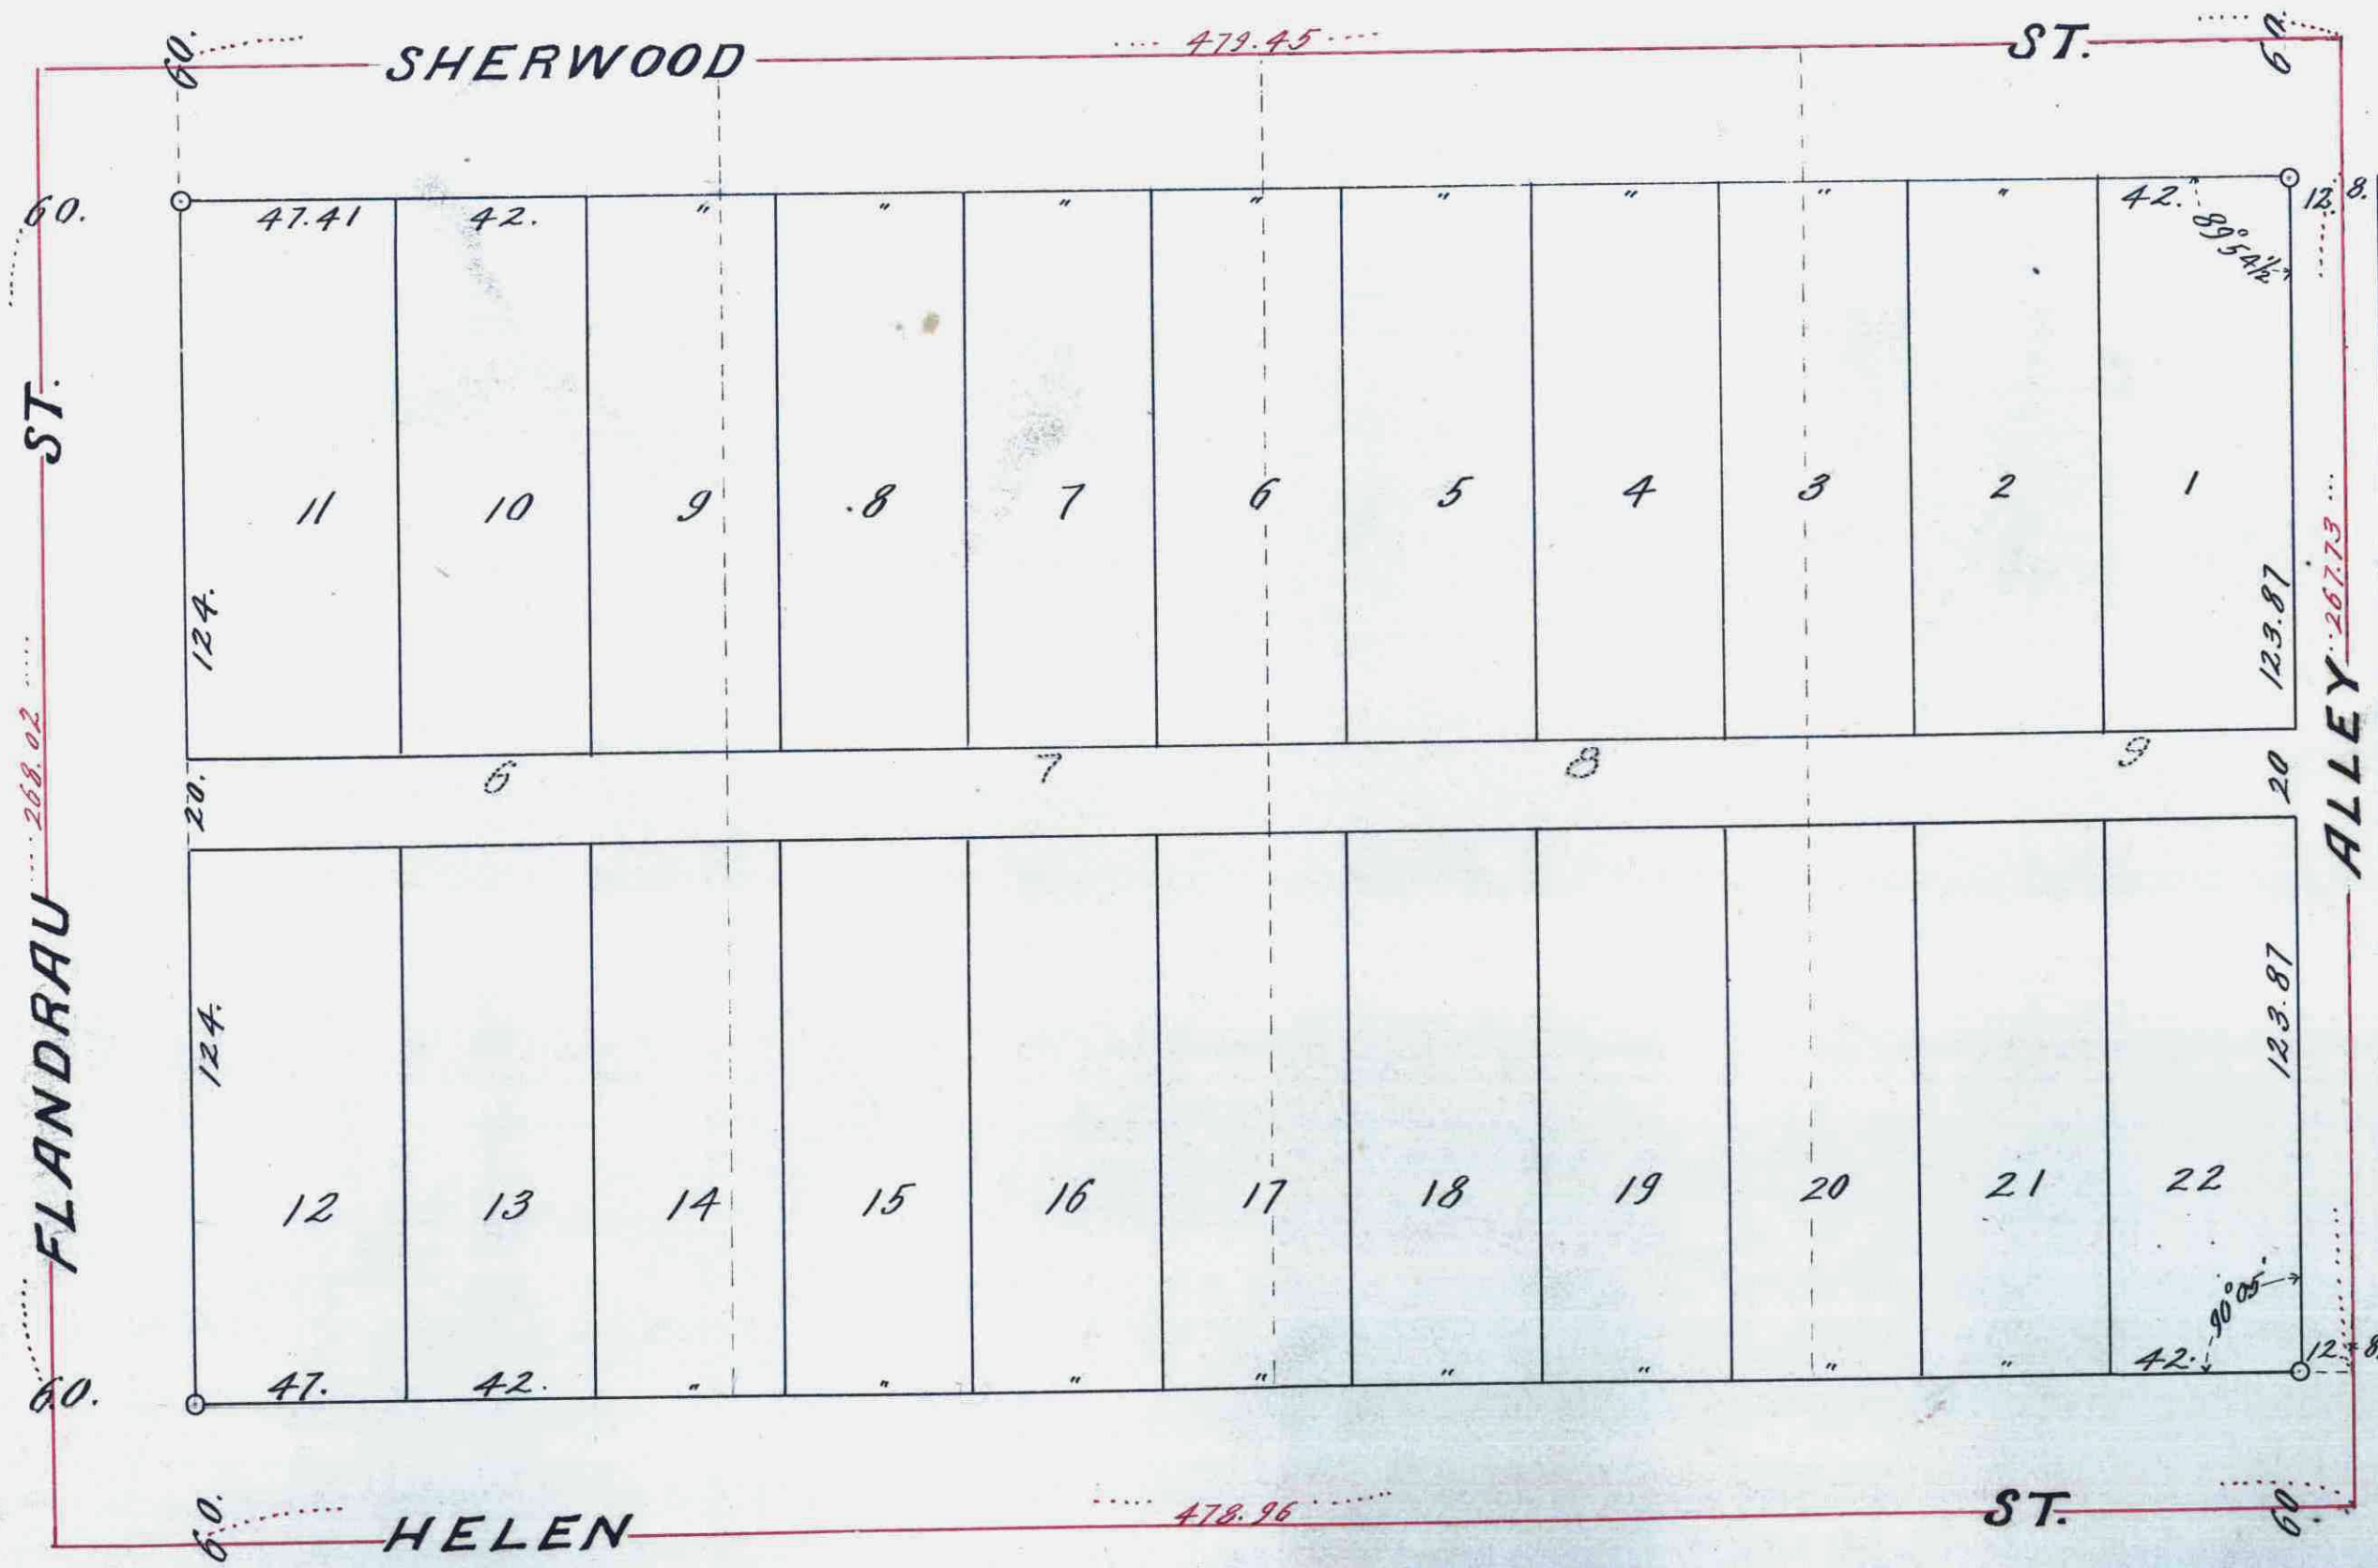 60. SHERWOOD 479.45 ST. 60.
60. 47.41 42. " " " " " " " " 42. 12. 8.
89°54½'
FLANDRAU ST.
268.02
11 10 9 8 7 6 5 4 3 2 1
124. 123.87
267.73
ALLEY
20. 6 7 8 9 20
124. 123.87
12 13 14 15 16 17 18 19 20 21 22
90°05'
60. 47. 42. " " " " " " " " 42. 12. 8
60. HELEN 478.96 ST. 60.